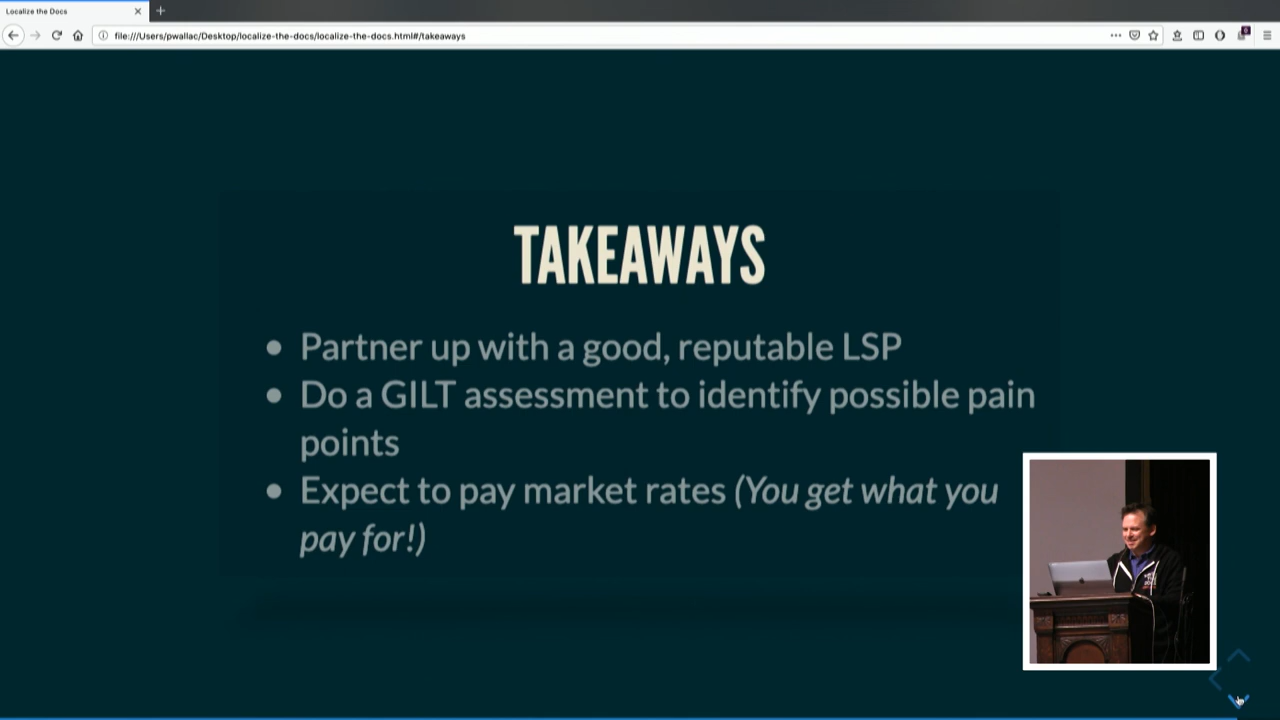 Localize the Docs
file:///Users/pwallac/Desktop/localize-the-docs/localize-the-docs.html#/takeaways
TAKEAWAYS
• Partner up with a good, reputable LSP
• Do a GILT assessment to identify possible pain
points
• Expect to pay market rates (You get what you
pay for!)